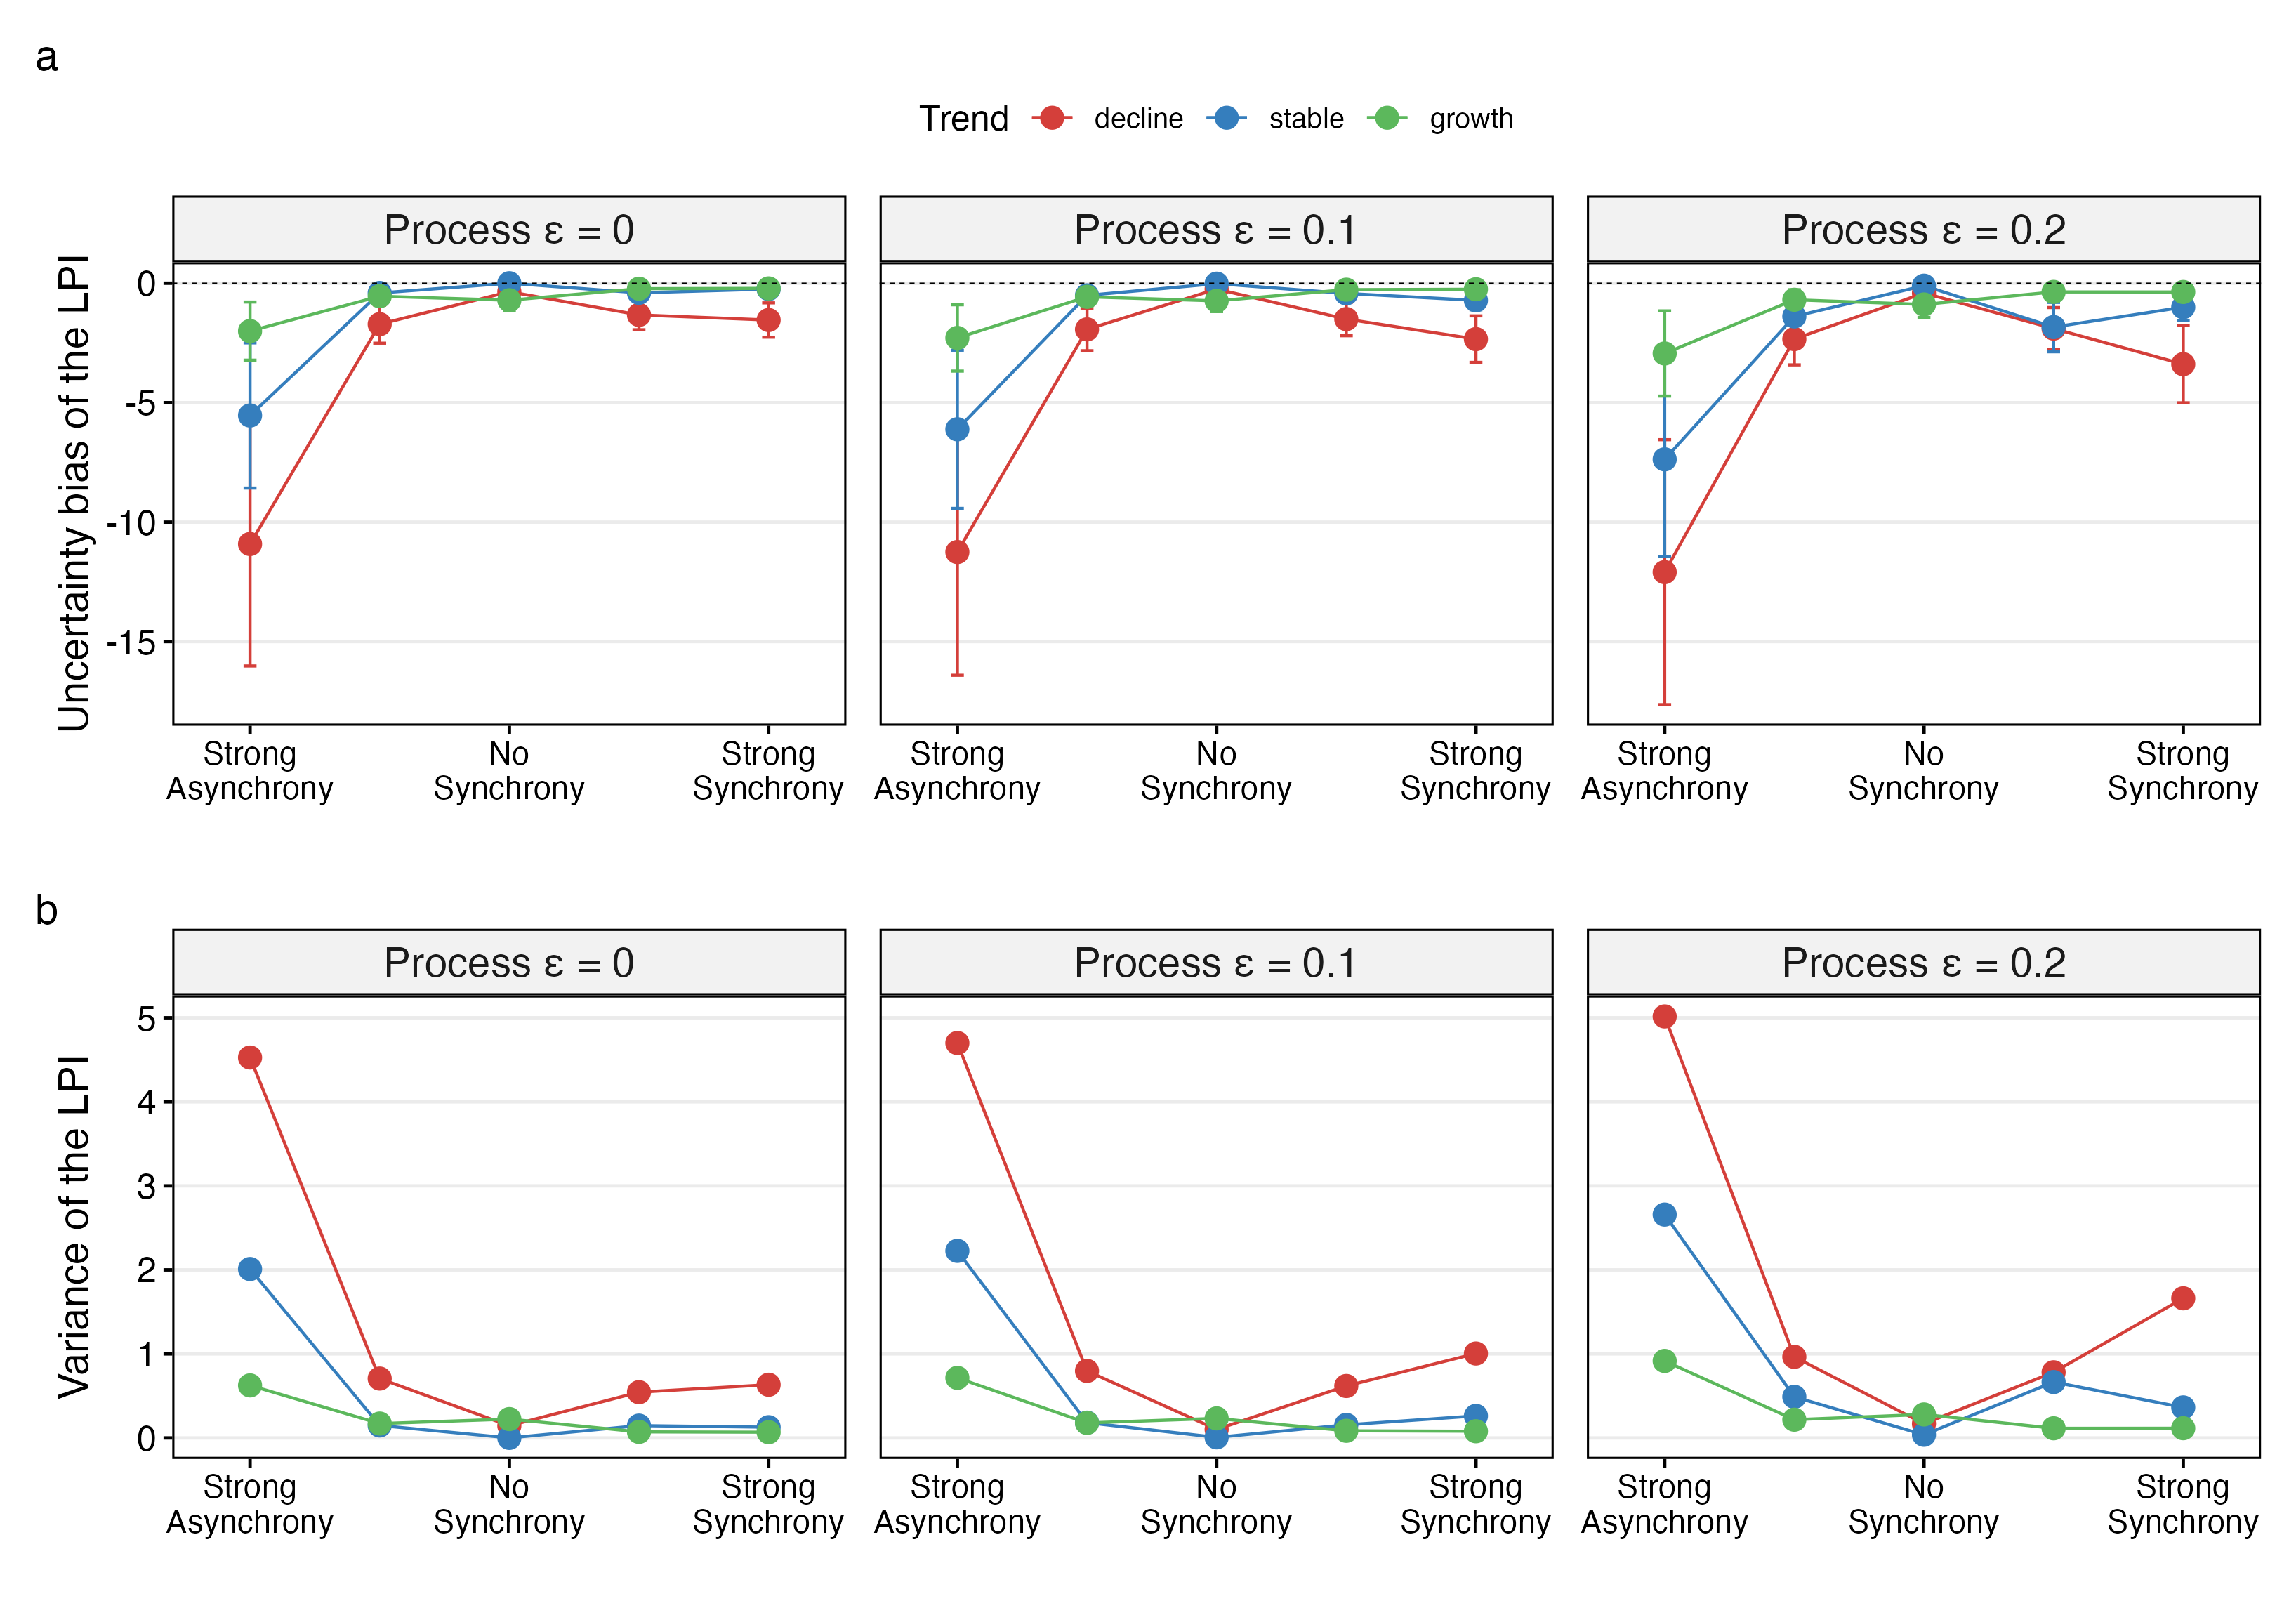 a
Trend decline stable growth
Process ε = 0 Process ε = 0.1 Process ε = 0.2
Uncertainty bias of the LPI
0
-5
-10
-15
Strong Asynchrony No Synchrony Strong Synchrony Strong Asynchrony No Synchrony Strong Synchrony Strong Asynchrony No Synchrony Strong Synchrony
b
Process ε = 0 Process ε = 0.1 Process ε = 0.2
Variance of the LPI
5
4
3
2
1
0
Strong Asynchrony No Synchrony Strong Synchrony Strong Asynchrony No Synchrony Strong Synchrony Strong Asynchrony No Synchrony Strong Synchrony